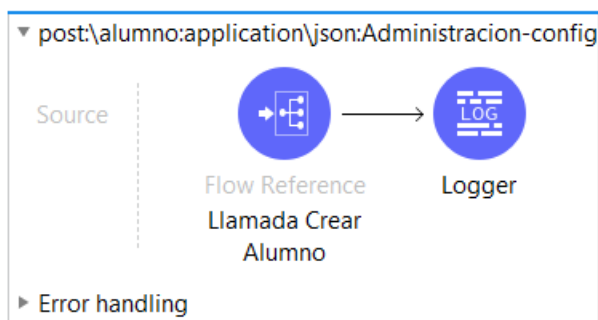 post:\alumno:application\json:Administracion-config
Source
LOG
Flow Reference
Logger
Llamada Crear
Alumno
Error handling